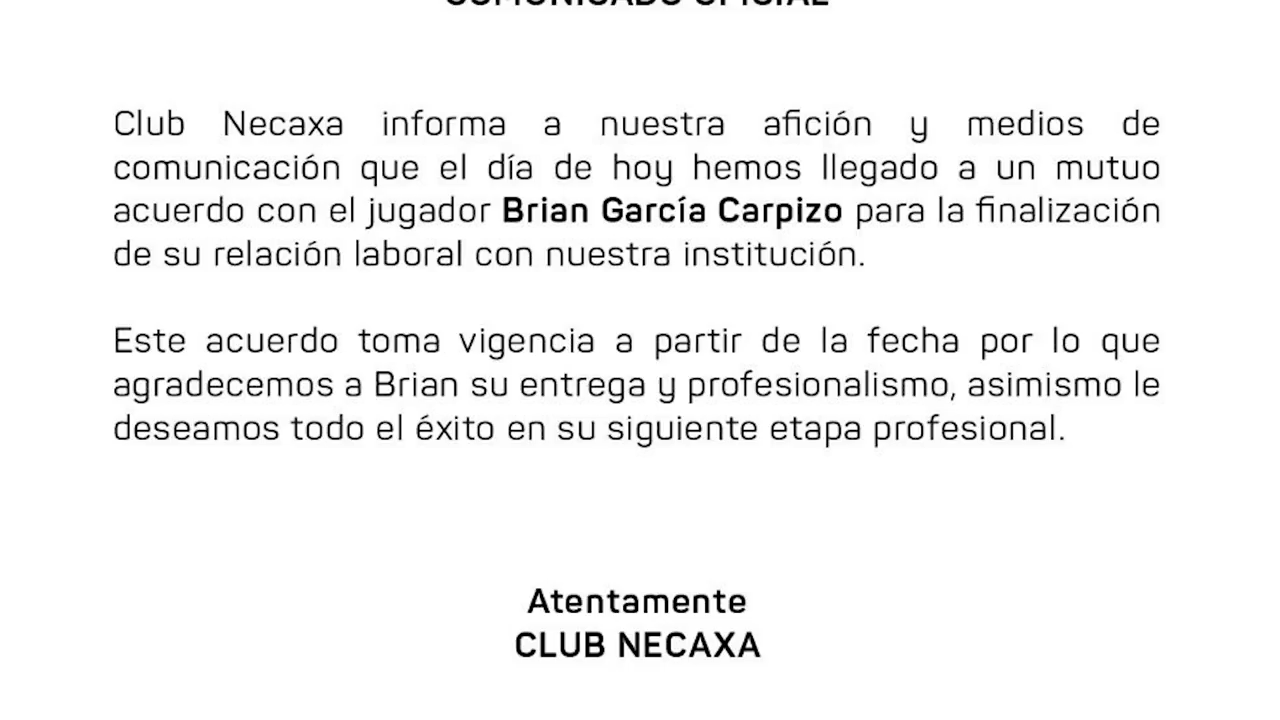 COMUNICADO OFICIAL
Club Necaxa informa a nuestra afición y medios de
comunicación que el día de hoy hemos llegado a un mutuo
acuerdo con el jugador Brian García Carpizo para la finalización
de su relación laboral con nuestra institución.
Este acuerdo toma vigencia a partir de la fecha por lo que
agradecemos a Brian su entrega y profesionalismo, asimismo le
deseamos todo el éxito en su siguiente etapa profesional.
Atentamente
CLUB NECAXA